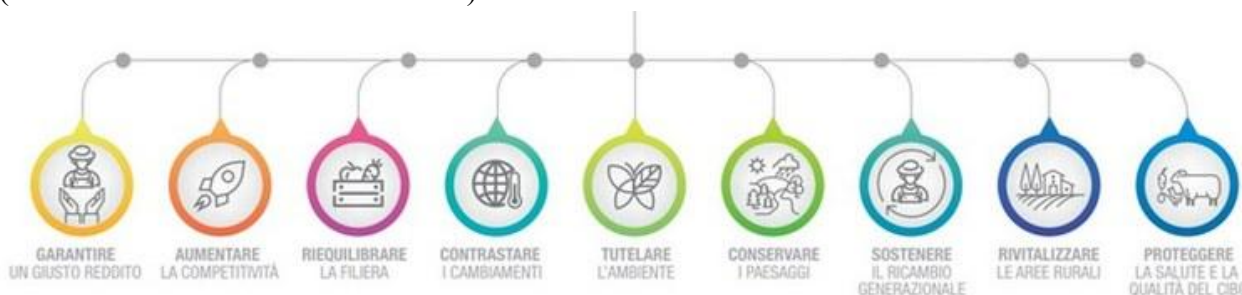 GARANTIRE
UN GIUSTO REDDITO
AUMENTARE
LA COMPETITIVITÀ
RIEQUILIBRARE
LA FILIERA
CONTRASTARE
I CAMBIAMENTI
TUTELARE
L'AMBIENTE
CONSERVARE
I PAESAGGI
SOSTENERE
IL RICAMBIO
GENERAZIONALE
RIVITALIZZARE
LE AREE RURALI
PROTEGGERE
LA SALUTE E LA
QUALITÀ DEL CIB